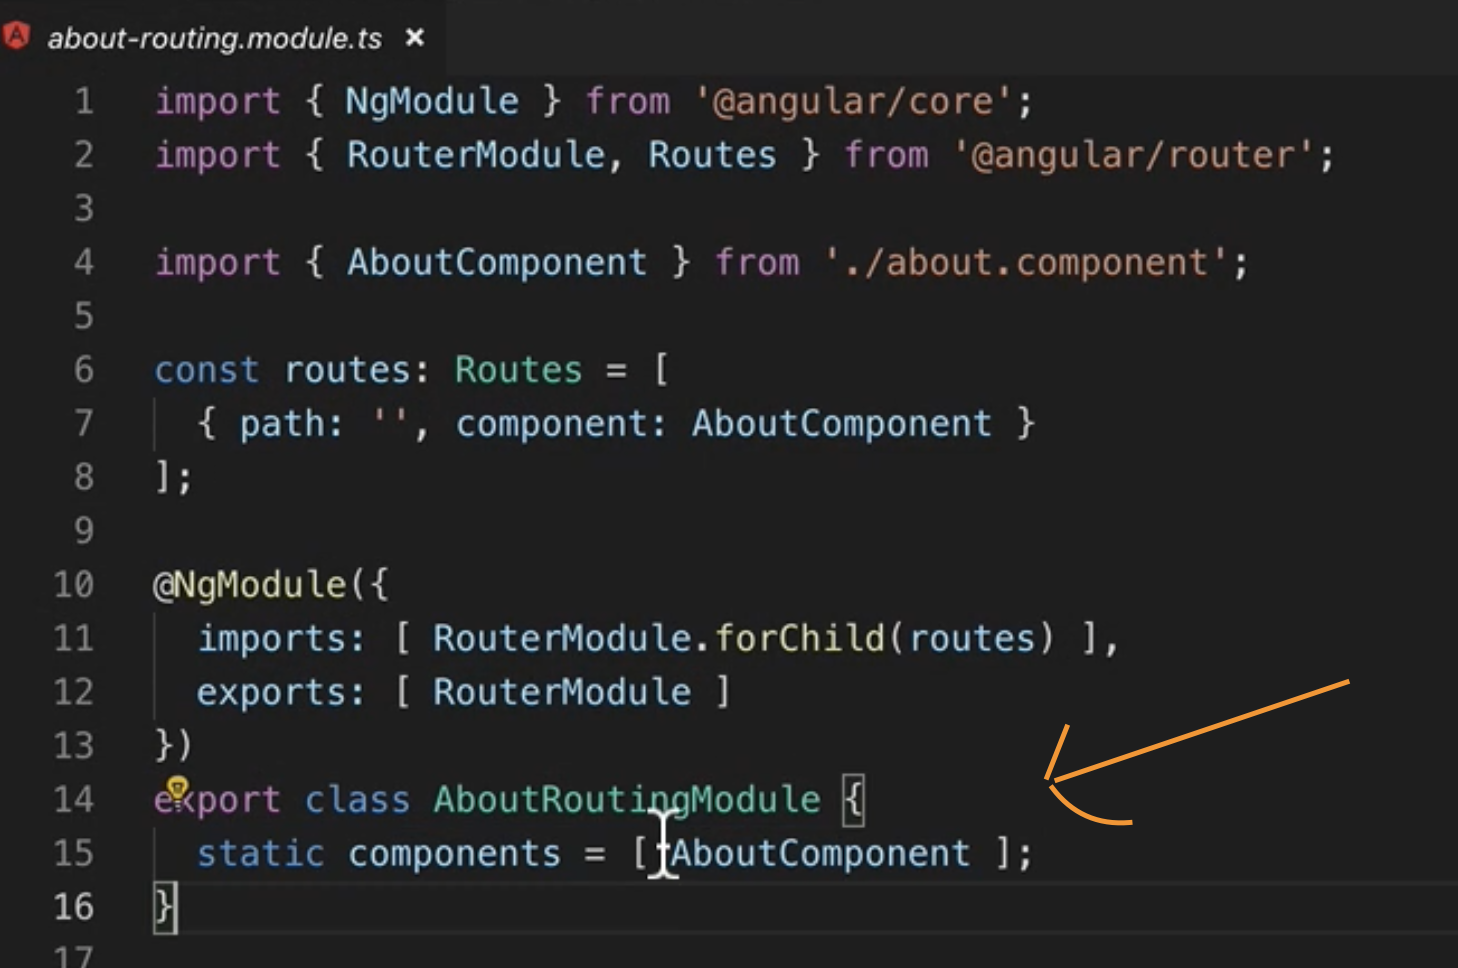 about-routing.module.ts ×
1 import { NgModule } from '@angular/core';
2 import { RouterModule, Routes } from '@angular/router';
3
4 import { AboutComponent } from './about.component';
5
6 const routes: Routes = [
7 { path: '', component: AboutComponent }
8 ];
9
10 @NgModule({
11 imports: [ RouterModule.forChild(routes) ],
12 exports: [ RouterModule ]
13 })
14 export class AboutRoutingModule {
15 static components = [ AboutComponent ];
16 }
17